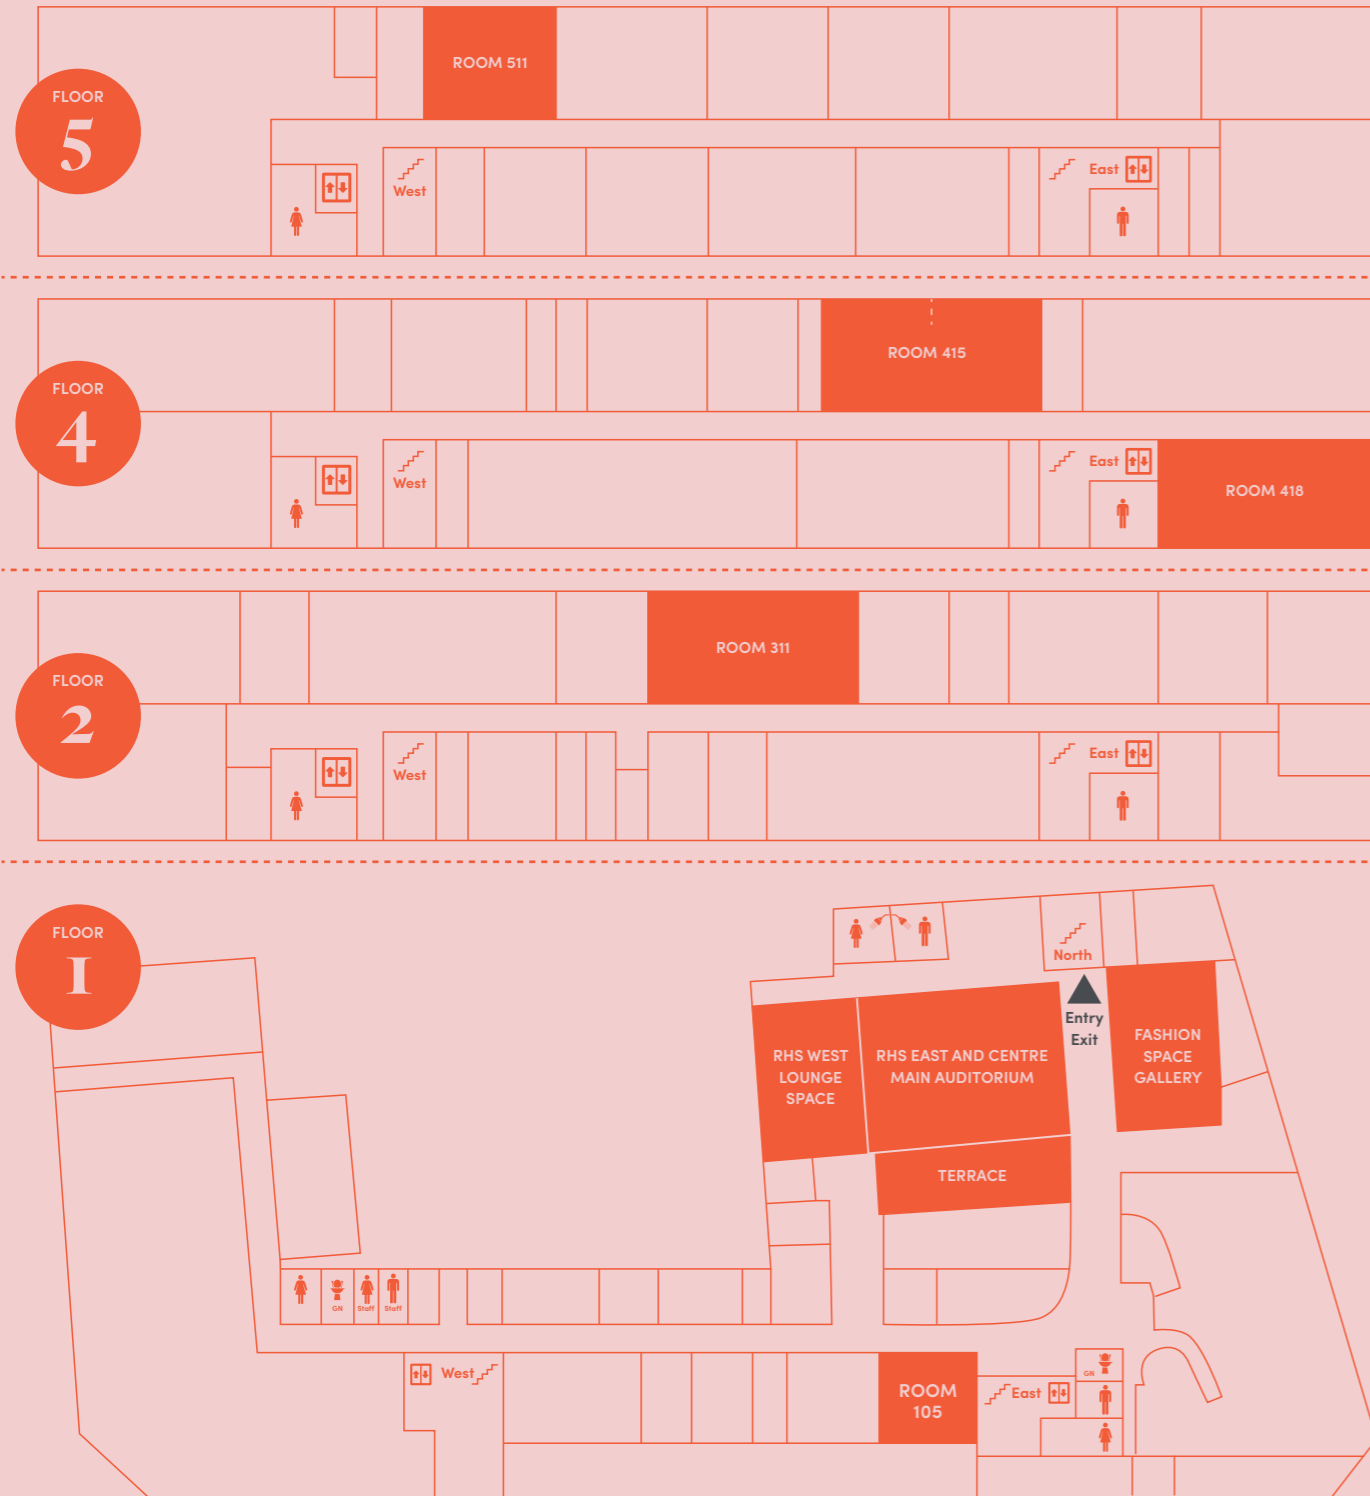 FLOOR
5
ROOM 511
West
East
FLOOR
4
ROOM 415
West
East
ROOM 418
FLOOR
2
ROOM 311
West
East
FLOOR
1
North
Entry
Exit
RHS WEST
LOUNGE
SPACE
RHS EAST AND CENTRE
MAIN AUDITORIUM
FASHION
SPACE
GALLERY
TERRACE
GN
Staff
Staff
West
ROOM
105
East
GN